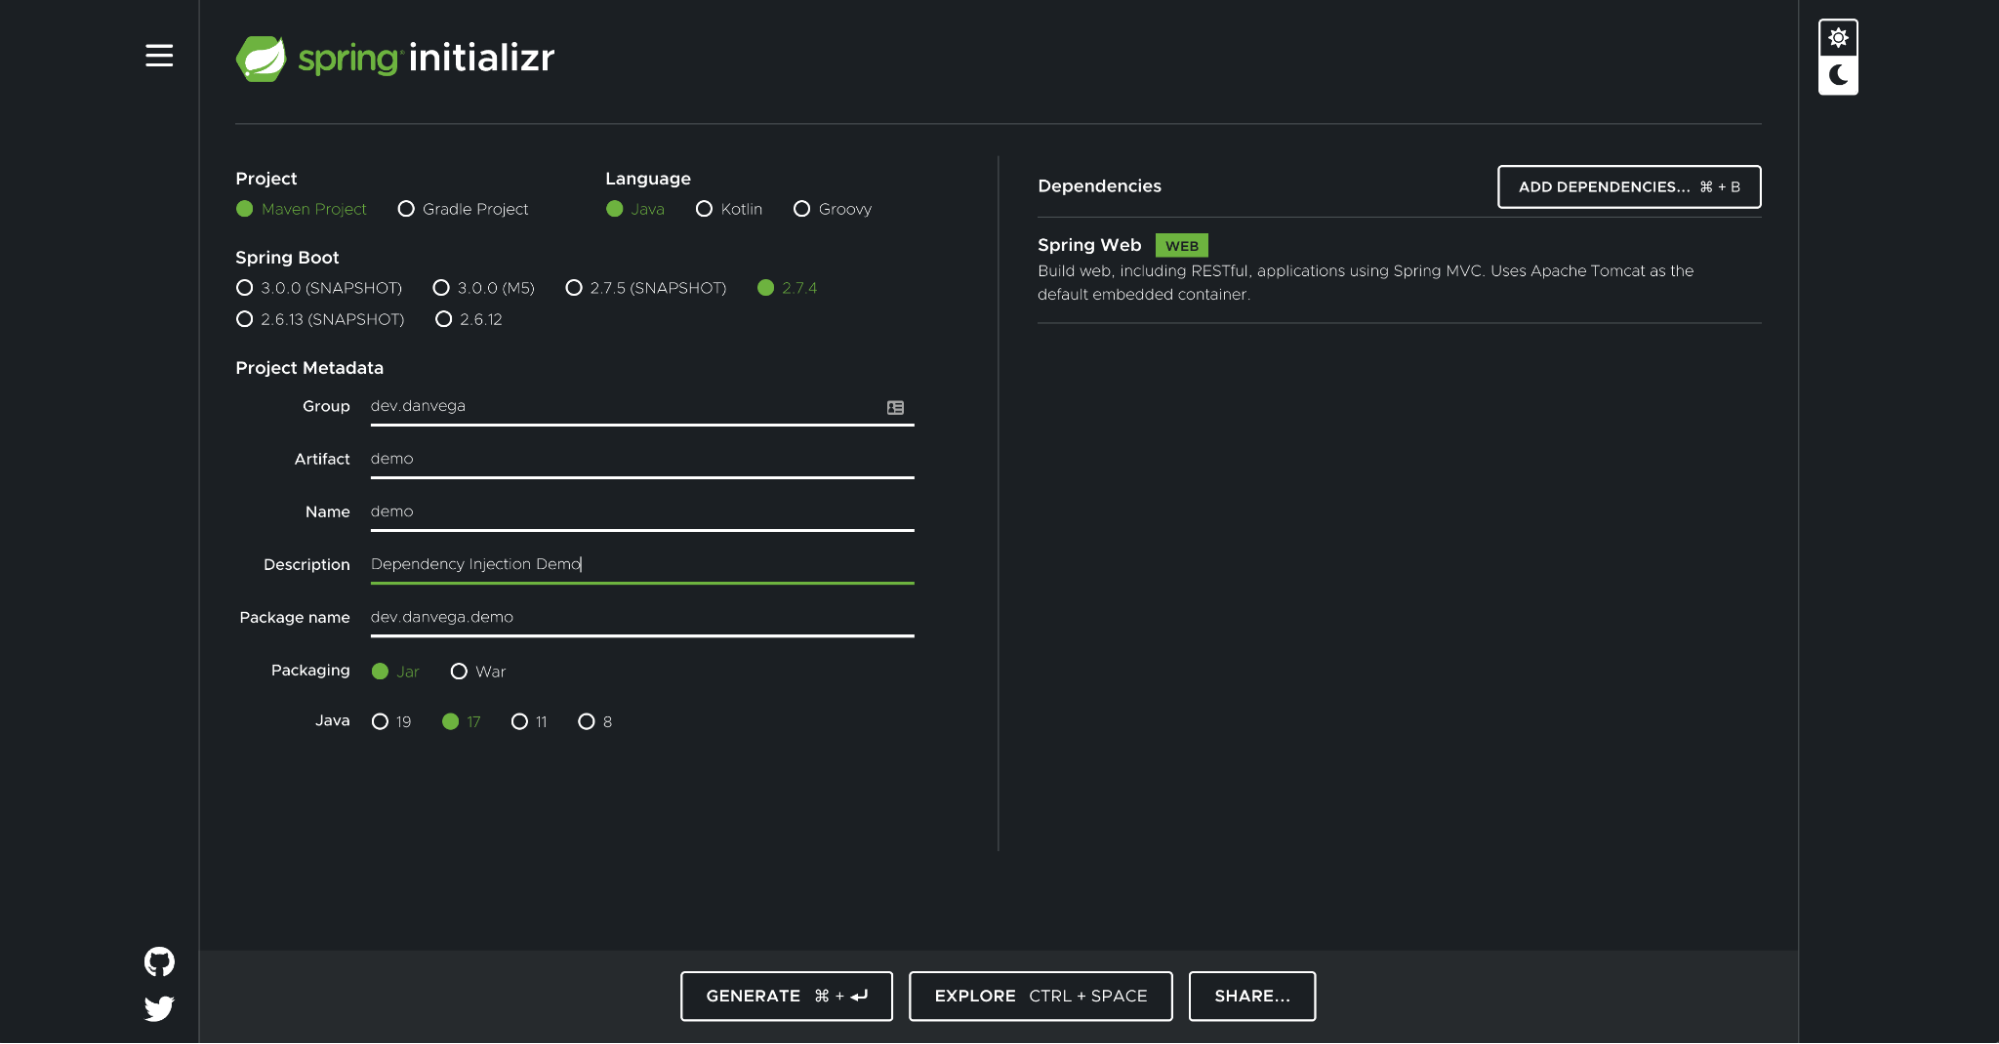 spring initializr
Project
Maven Project Gradle Project
Language
Java Kotlin Groovy
Spring Boot
3.0.0 (SNAPSHOT) 3.0.0 (M5) 2.7.5 (SNAPSHOT) 2.7.4
2.6.13 (SNAPSHOT) 2.6.12
Project Metadata
Group dev.danvega
Artifact demo
Name demo
Description Dependency Injection Demo
Package name dev.danvega.demo
Packaging Jar War
Java 19 17 11 8
Dependencies ADD DEPENDENCIES... ⌘ + B
Spring Web WEB
Build web, including RESTful, applications using Spring MVC. Uses Apache Tomcat as the
default embedded container.
GENERATE ⌘ + ↵ EXPLORE CTRL + SPACE SHARE...